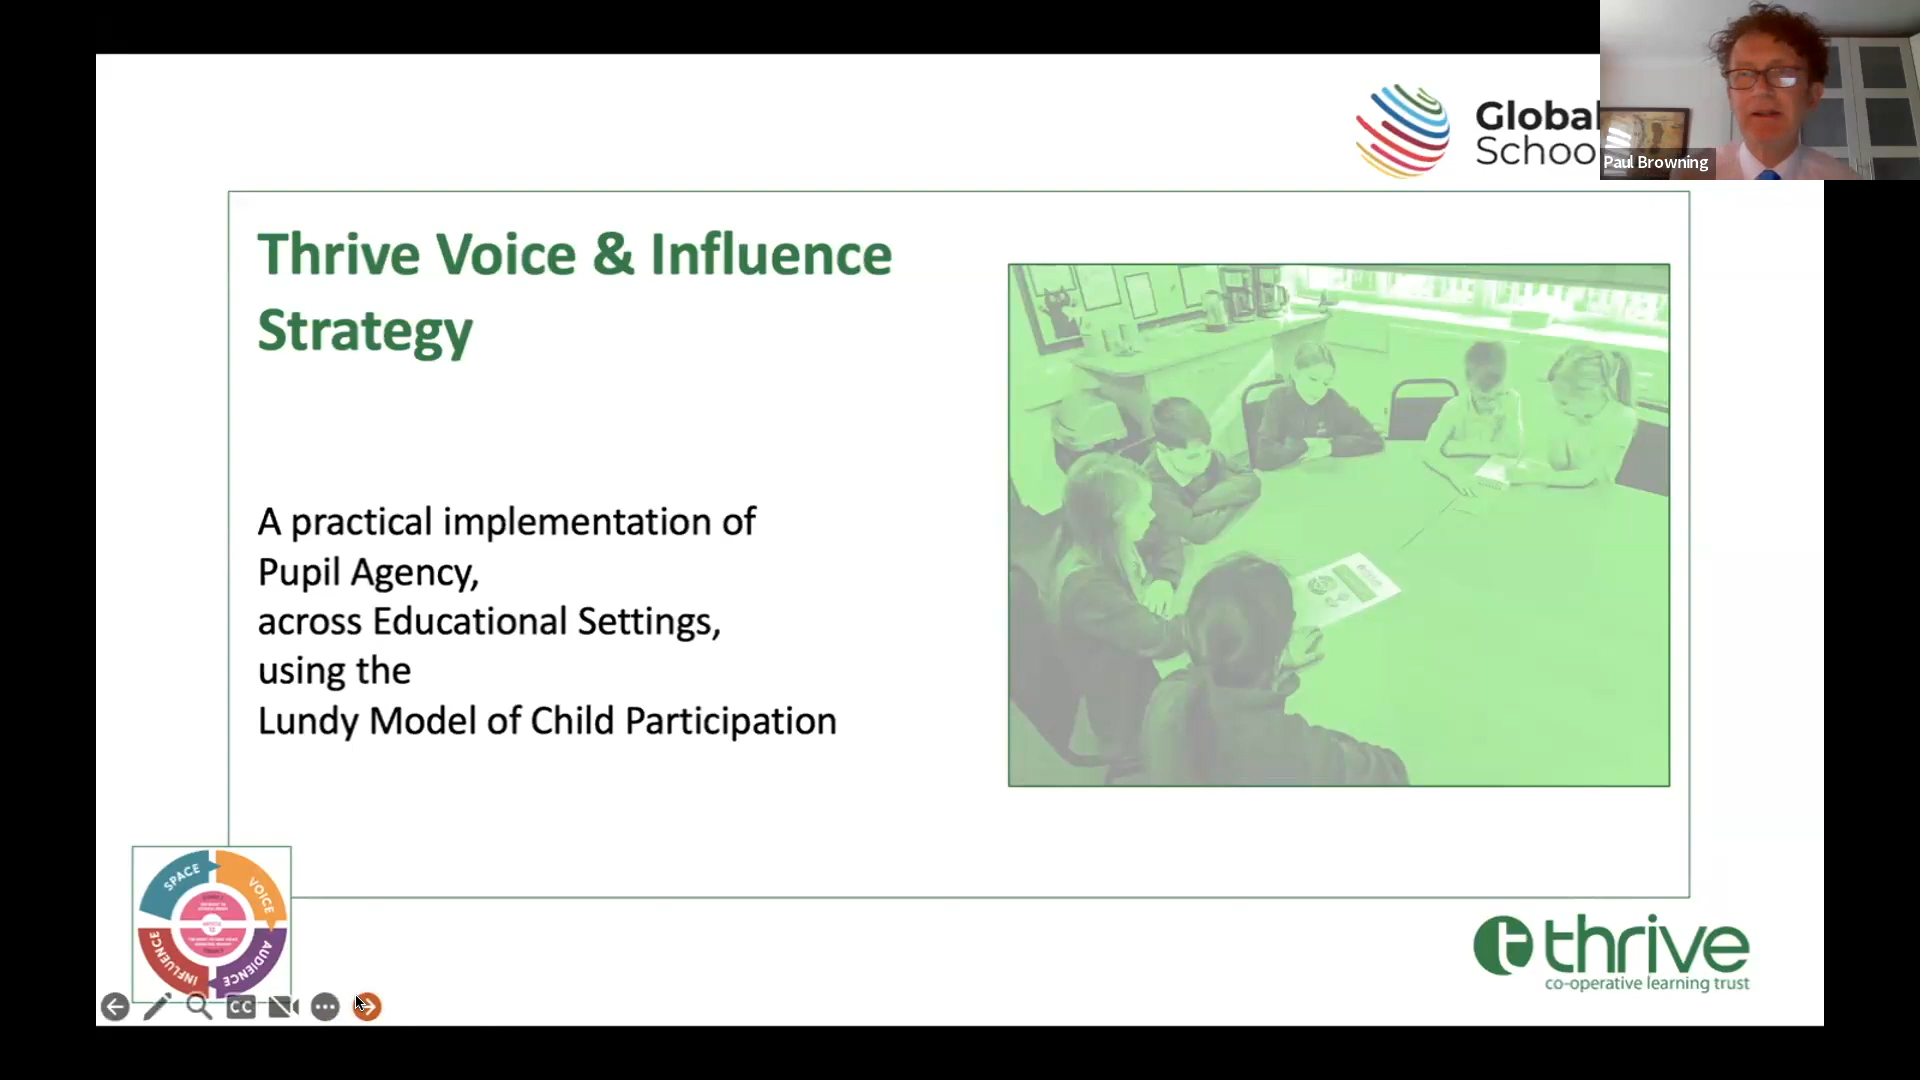 Global
Schoo
Paul Browning
Thrive Voice & Influence
Strategy
A practical implementation of
Pupil Agency,
across Educational Settings,
using the
Lundy Model of Child Participation
SPACE
VOICE
INFLUENCE
AUDIENCE
t thrive
co-operative learning trust
CC